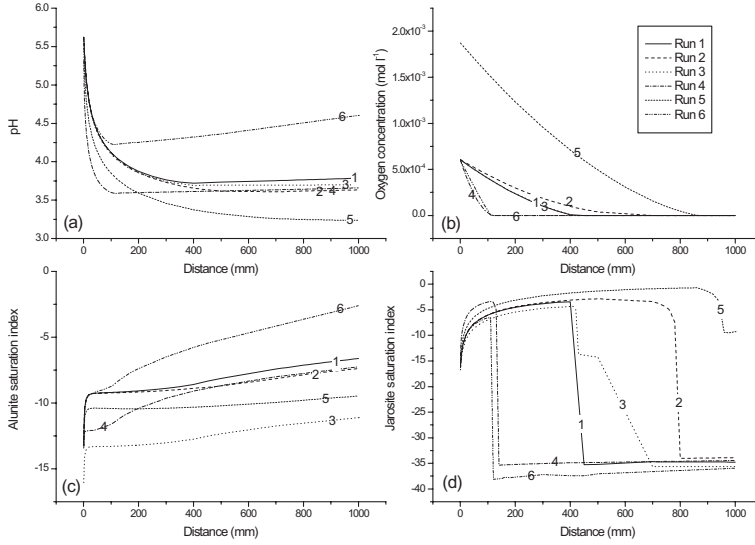 6.0
5.5
5.0
4.5
4.0
3.5
3.0
pH
6
1
3
2 4
5
(a)
0 200 400 600 800 1000
Distance (mm)
2.0x10⁻³
1.5x10⁻³
1.0x10⁻³
5.0x10⁻⁴
0.0
Oxygen concentration (mol l⁻¹)
Run 1
Run 2
Run 3
Run 4
Run 5
Run 6
5
4
1
2
3
6
(b)
0 200 400 600 800 1000
Distance (mm)
0
-5
-10
-15
Alunite saturation index
6
1
2
5
4
3
(c)
0 200 400 600 800 1000
Distance (mm)
0
-5
-10
-15
-20
-25
-30
-35
-40
Jarosite saturation index
5
3
2
1
4
6
(d)
0 200 400 600 800 1000
Distance (mm)